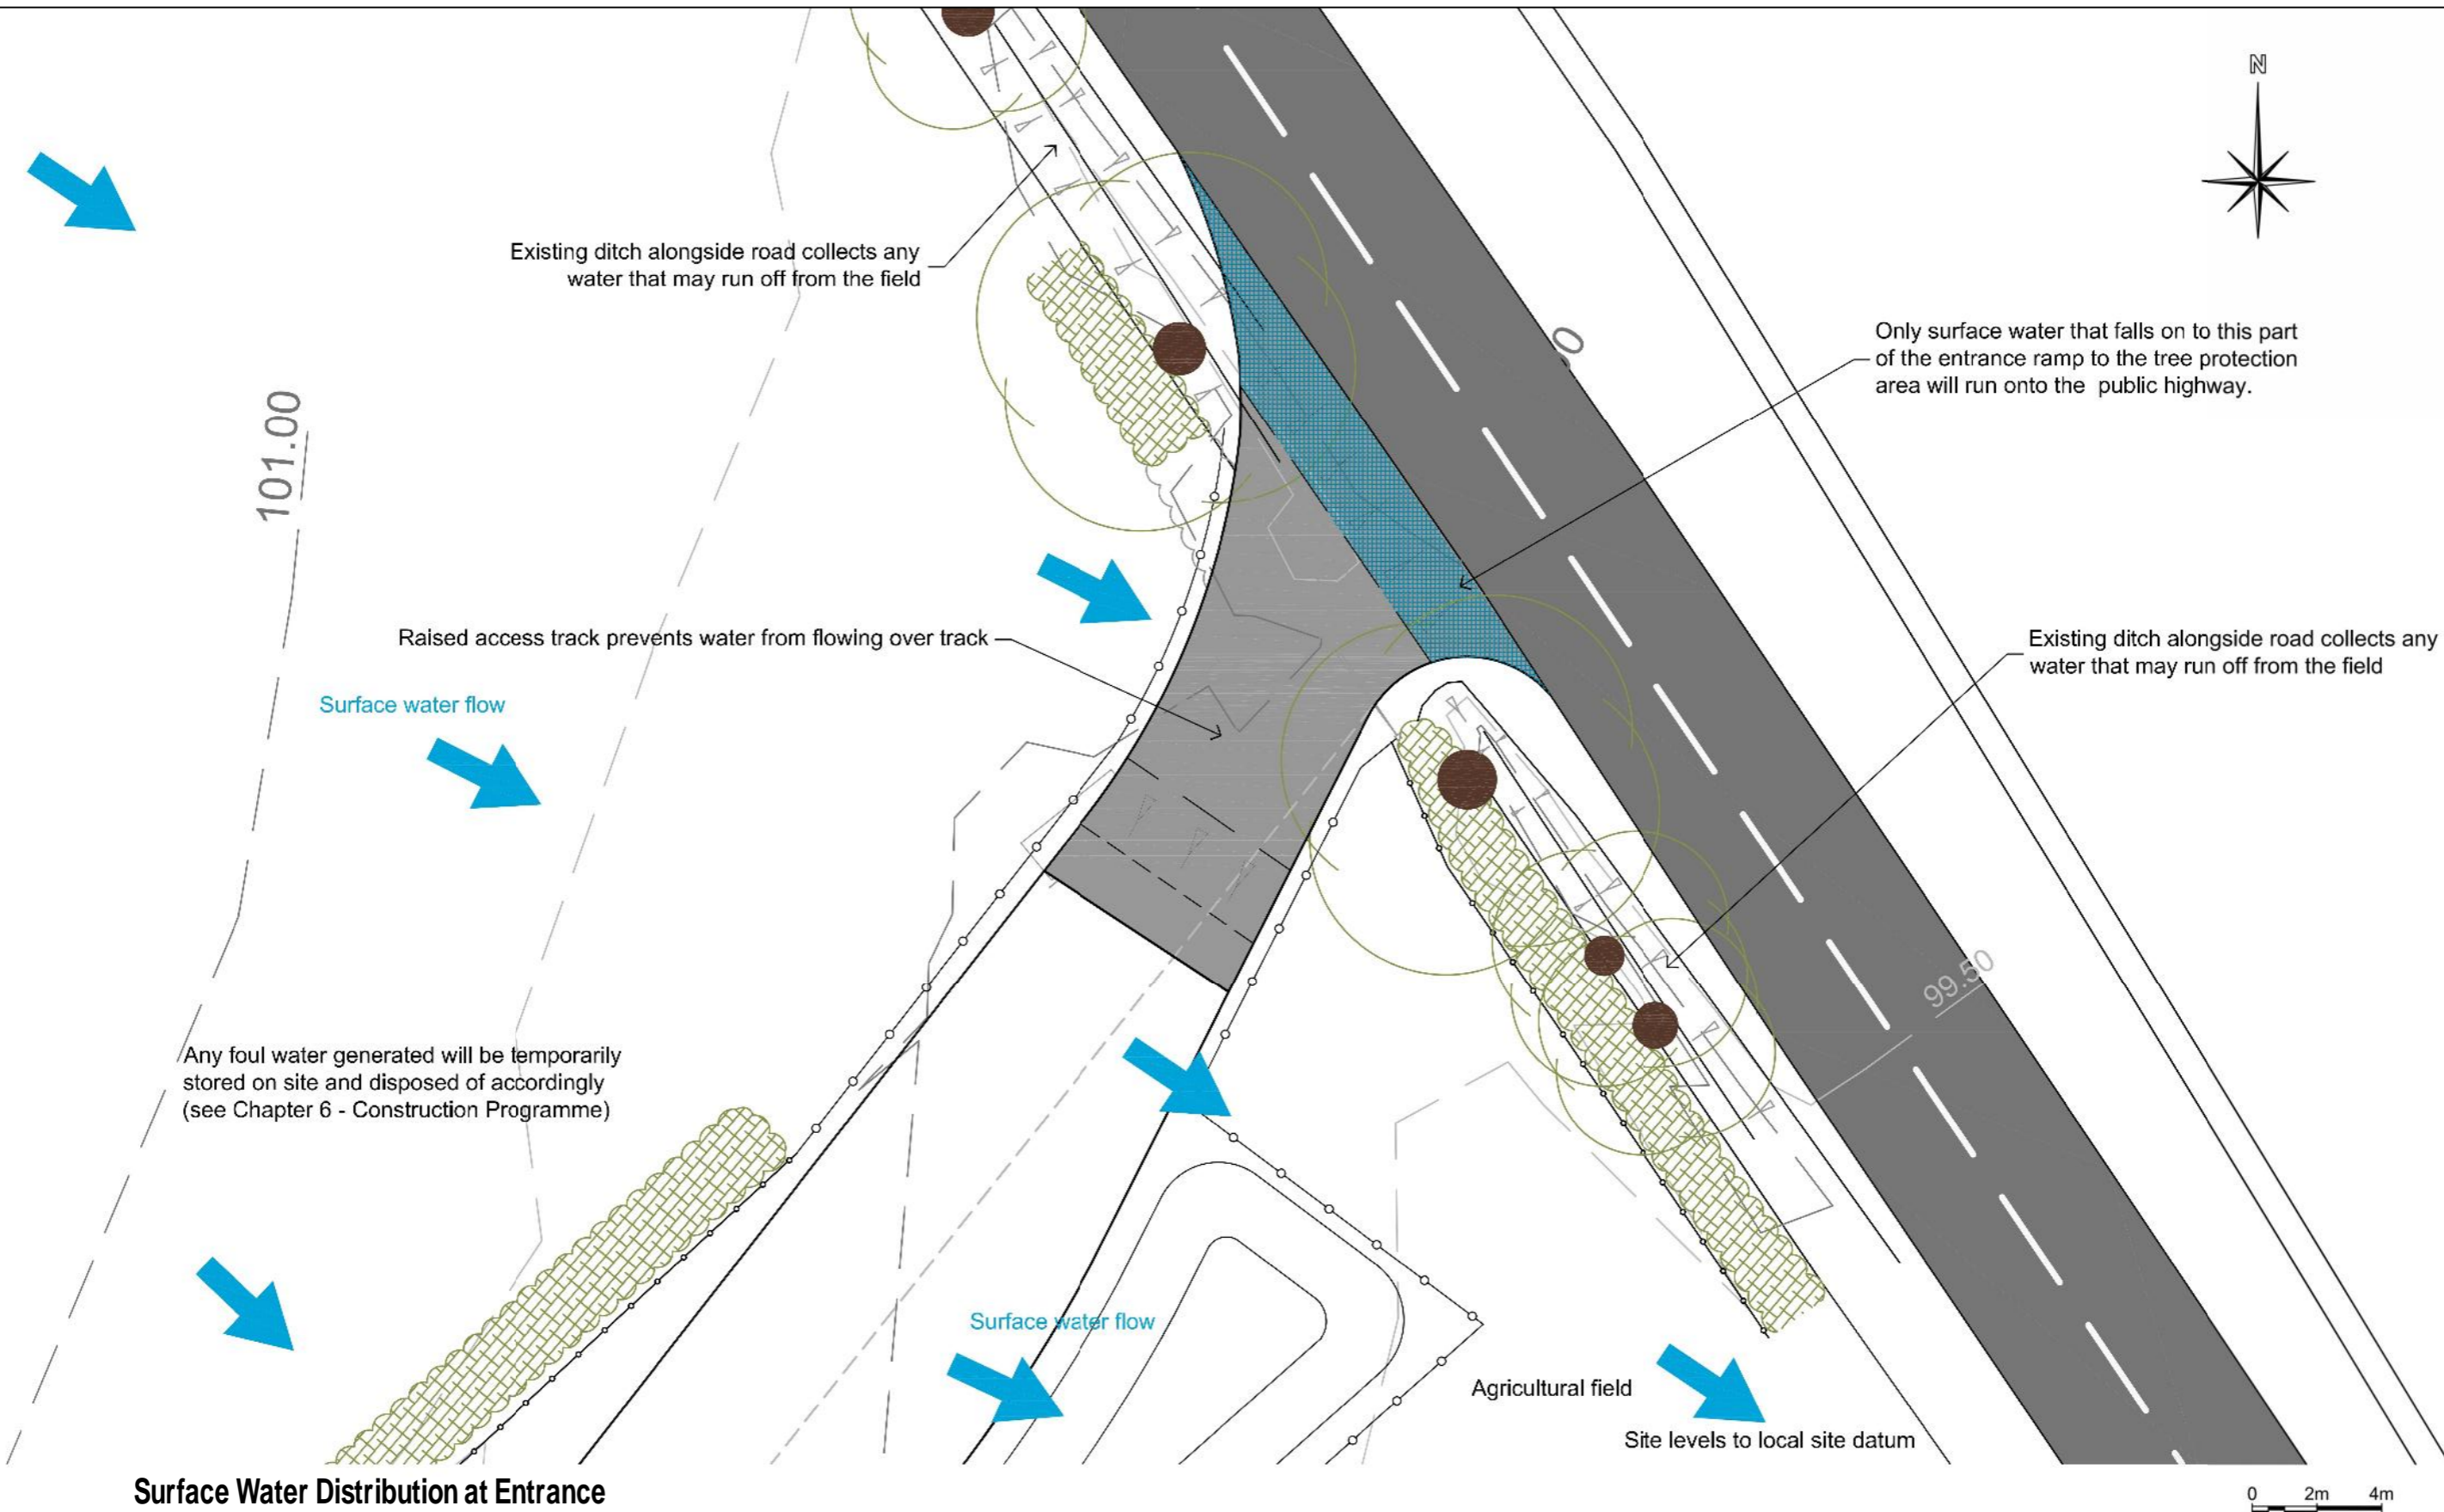 N
Existing ditch alongside road collects any
water that may run off from the field
Only surface water that falls on to this part
of the entrance ramp to the tree protection
area will run onto the public highway.
101.00
Raised access track prevents water from flowing over track
Existing ditch alongside road collects any
water that may run off from the field
Surface water flow
99.50
Any foul water generated will be temporarily
stored on site and disposed of accordingly
(see Chapter 6 - Construction Programme)
Surface water flow
Agricultural field
Site levels to local site datum
Surface Water Distribution at Entrance
0 2m 4m